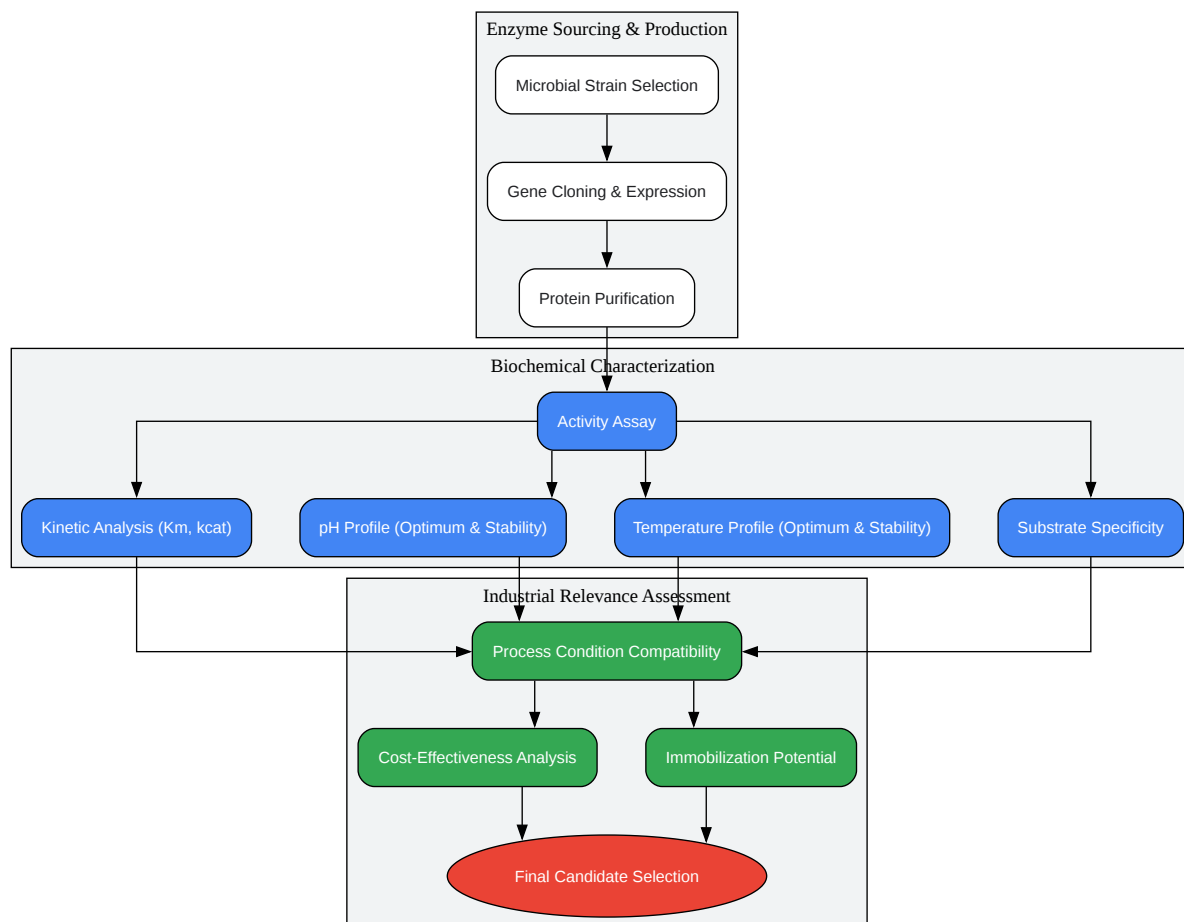 Enzyme Sourcing & Production
Microbial Strain Selection
Gene Cloning & Expression
Protein Purification
Biochemical Characterization
Activity Assay
Kinetic Analysis (Km, kcat)
pH Profile (Optimum & Stability)
Temperature Profile (Optimum & Stability)
Substrate Specificity
Industrial Relevance Assessment
Process Condition Compatibility
Cost-Effectiveness Analysis
Immobilization Potential
Final Candidate Selection